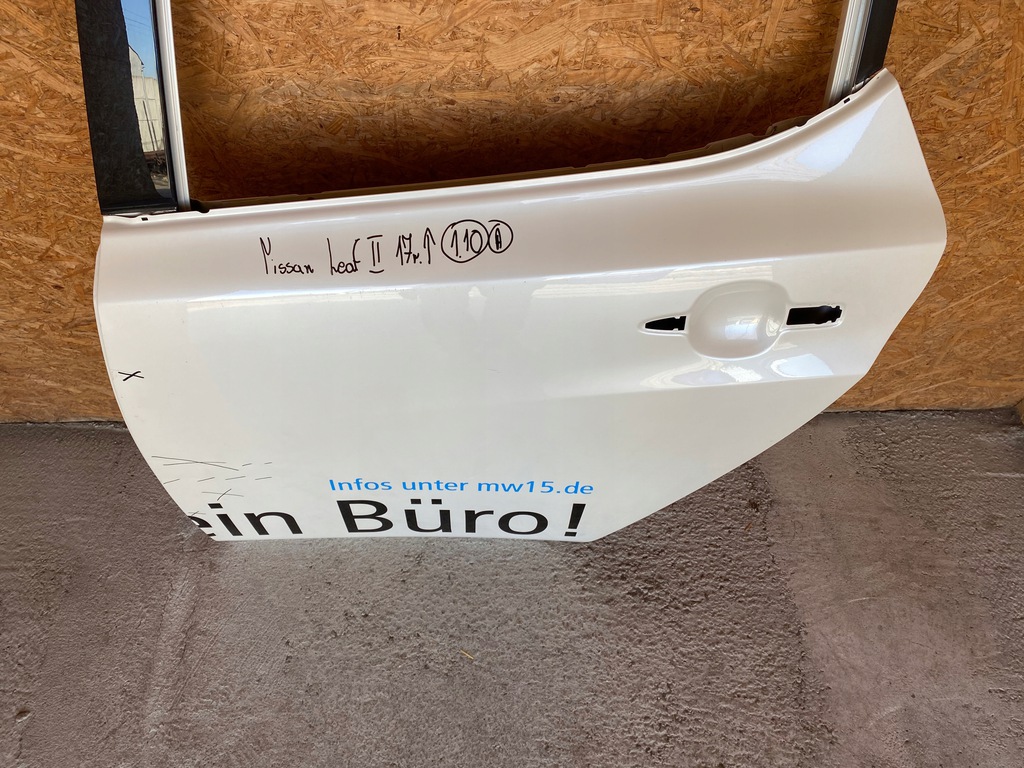 Nissan Leaf II 17r.↑ 1.10 A
Infos unter mw15.de
ein Büro!